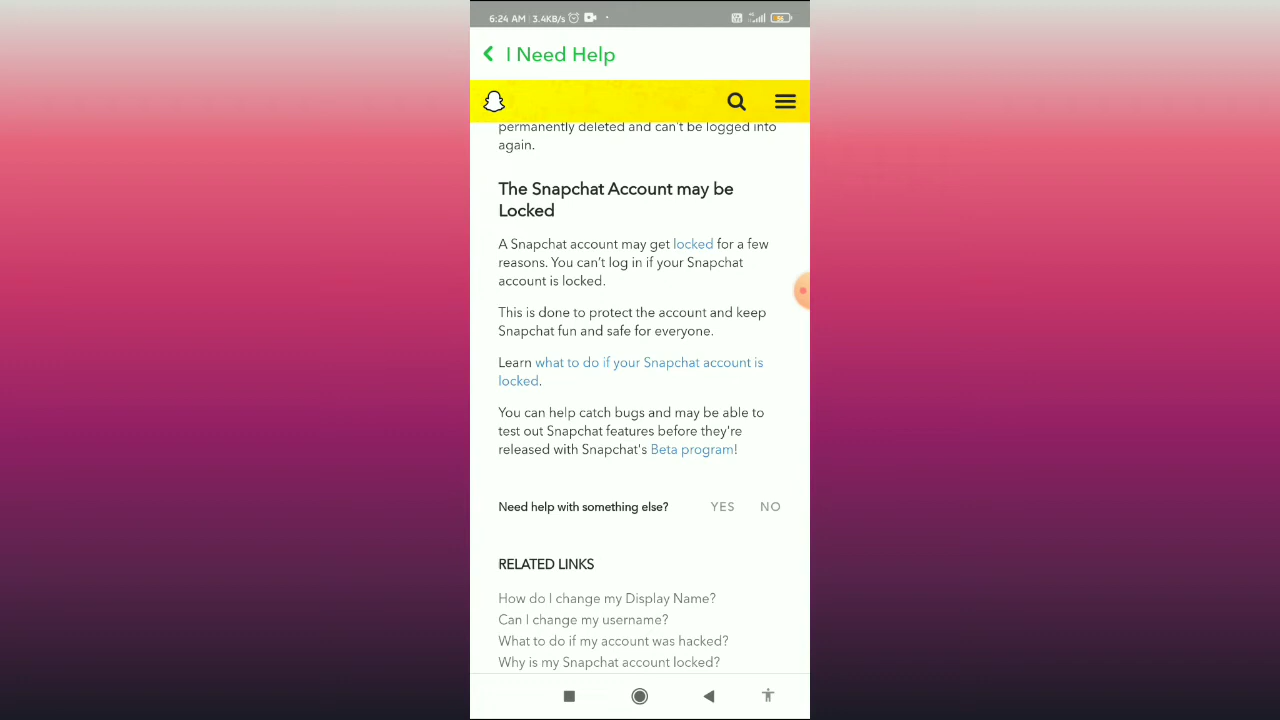 6:24 AM | 3.4KB/s
56
I Need Help
permanently deleted and can't be logged into
again.
The Snapchat Account may be
Locked
A Snapchat account may get locked for a few
reasons. You can't log in if your Snapchat
account is locked.
This is done to protect the account and keep
Snapchat fun and safe for everyone.
Learn what to do if your Snapchat account is
locked.
You can help catch bugs and may be able to
test out Snapchat features before they're
released with Snapchat's Beta program!
Need help with something else? YES NO
RELATED LINKS
How do I change my Display Name?
Can I change my username?
What to do if my account was hacked?
Why is my Snapchat account locked?